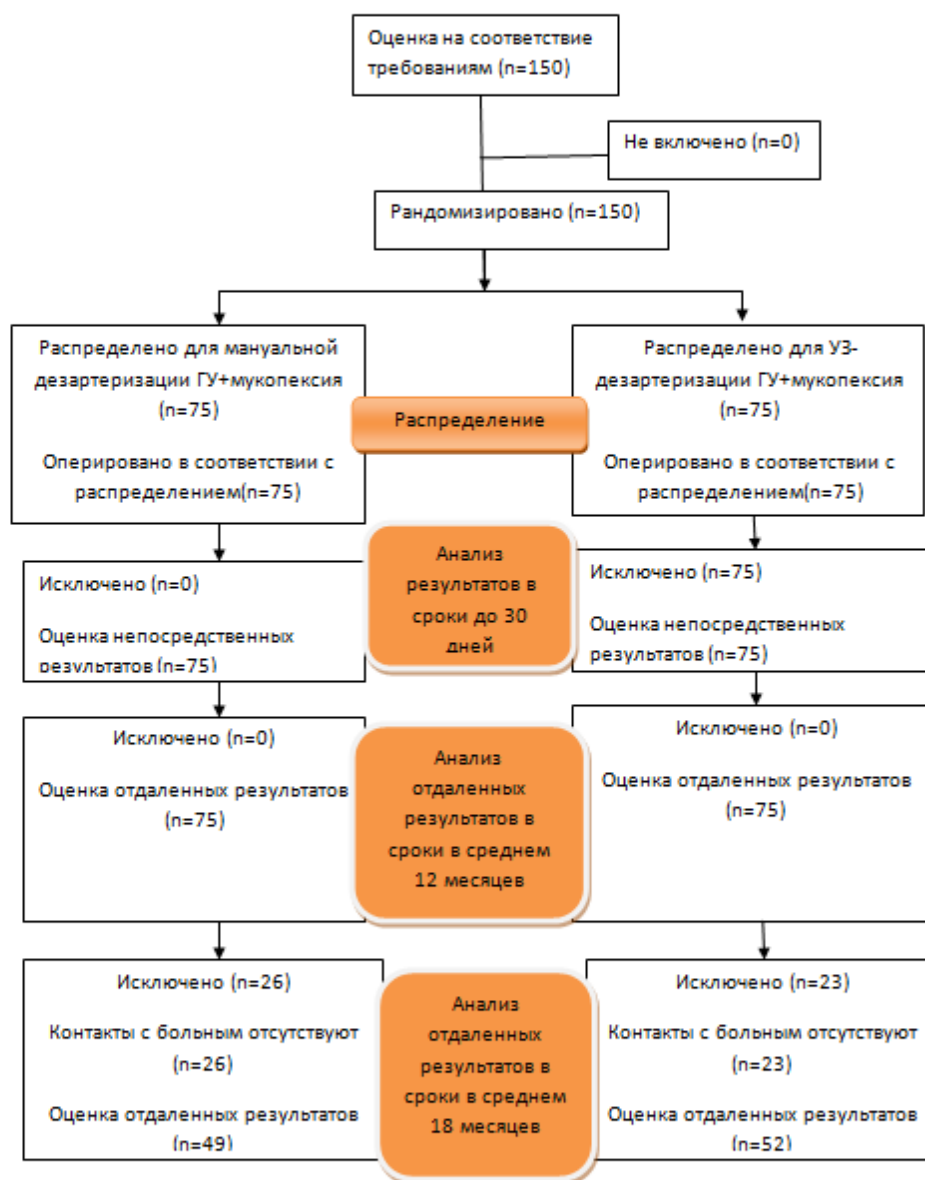 Оценка на соответствие
требованиям (n=150)
Не включено (n=0)
Рандомизировано (n=150)
Распределено для мануальной
дезартеризации ГУ+мукопексия
(n=75)
Оперировано в соответствии с
распределением(n=75)
Распределение
Распределено для УЗ-
дезартеризации ГУ+мукопексия
(n=75)
Оперировано в соответствии с
распределением(n=75)
Исключено (n=0)
Оценка непосредственных
результатов (n=75)
Анализ
результатов в
сроки до 30
дней
Исключено (n=75)
Оценка непосредственных
результатов (n=75)
Исключено (n=0)
Оценка отдаленных результатов
(n=75)
Анализ
отдаленных
результатов в
сроки в среднем
12 месяцев
Исключено (n=0)
Оценка отдаленных результатов
(n=75)
Исключено (n=26)
Контакты с больным отсутствуют
(n=26)
Оценка отдаленных результатов
(n=49)
Анализ
отдаленных
результатов в
сроки в среднем
18 месяцев
Исключено (n=23)
Контакты с больным отсутствуют
(n=23)
Оценка отдаленных результатов
(n=52)